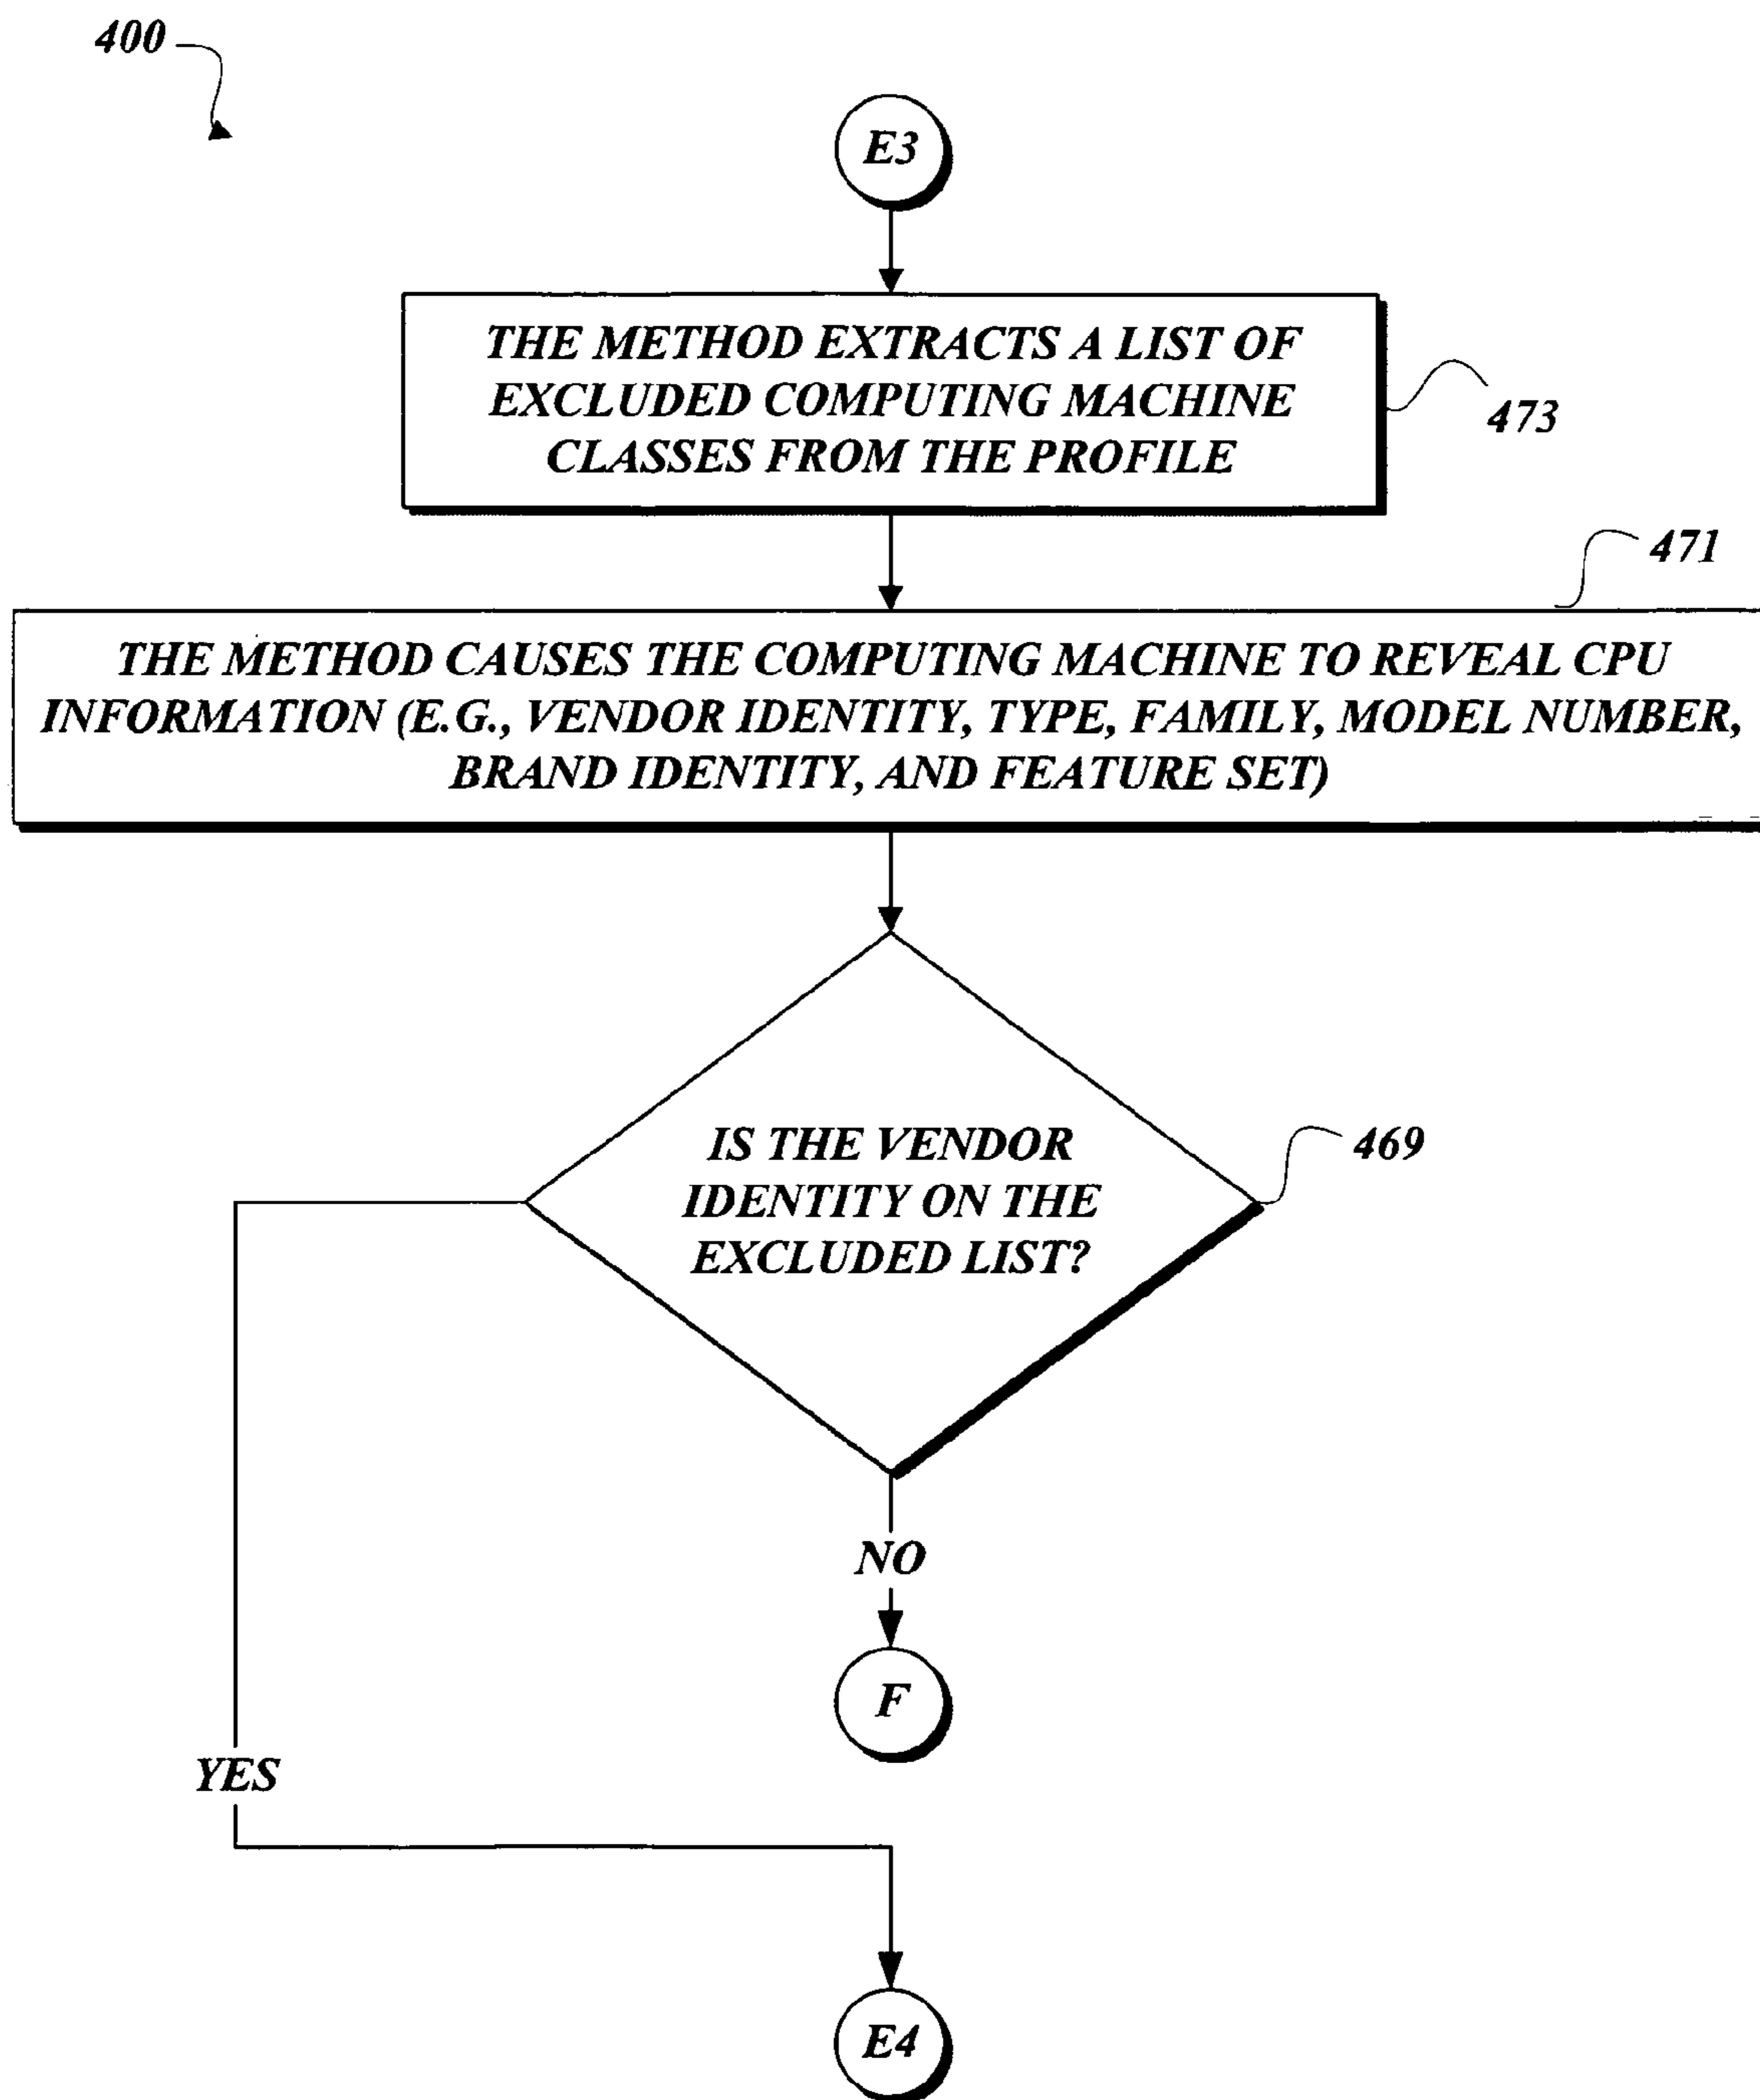 400
E3
THE METHOD EXTRACTS A LIST OF
EXCLUDED COMPUTING MACHINE
CLASSES FROM THE PROFILE
473
471
THE METHOD CAUSES THE COMPUTING MACHINE TO REVEAL CPU
INFORMATION (E.G., VENDOR IDENTITY, TYPE, FAMILY, MODEL NUMBER,
BRAND IDENTITY, AND FEATURE SET)
IS THE VENDOR
IDENTITY ON THE
EXCLUDED LIST?
469
NO
F
YES
E4